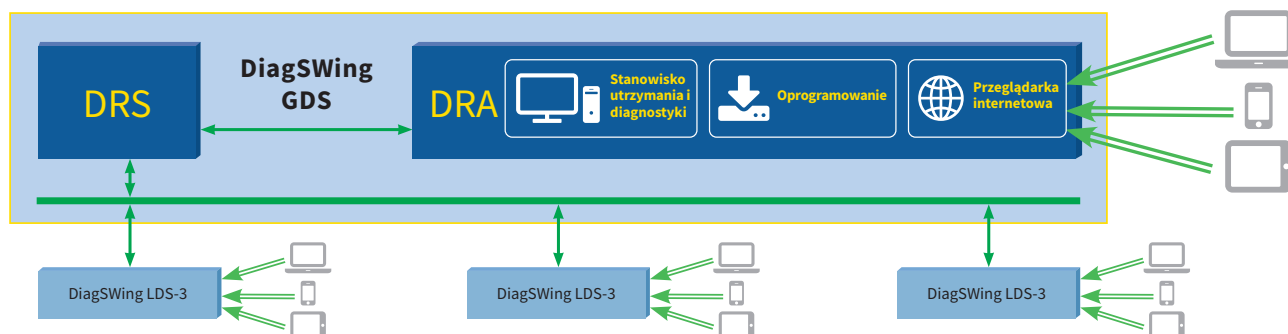 DRS
DiagSWing
GDS
DRA
Stanowisko
utrzymania i
diagnostyki
Oprogramowanie
Przeglądarka
internetowa
DiagSWing LDS-3
DiagSWing LDS-3
DiagSWing LDS-3